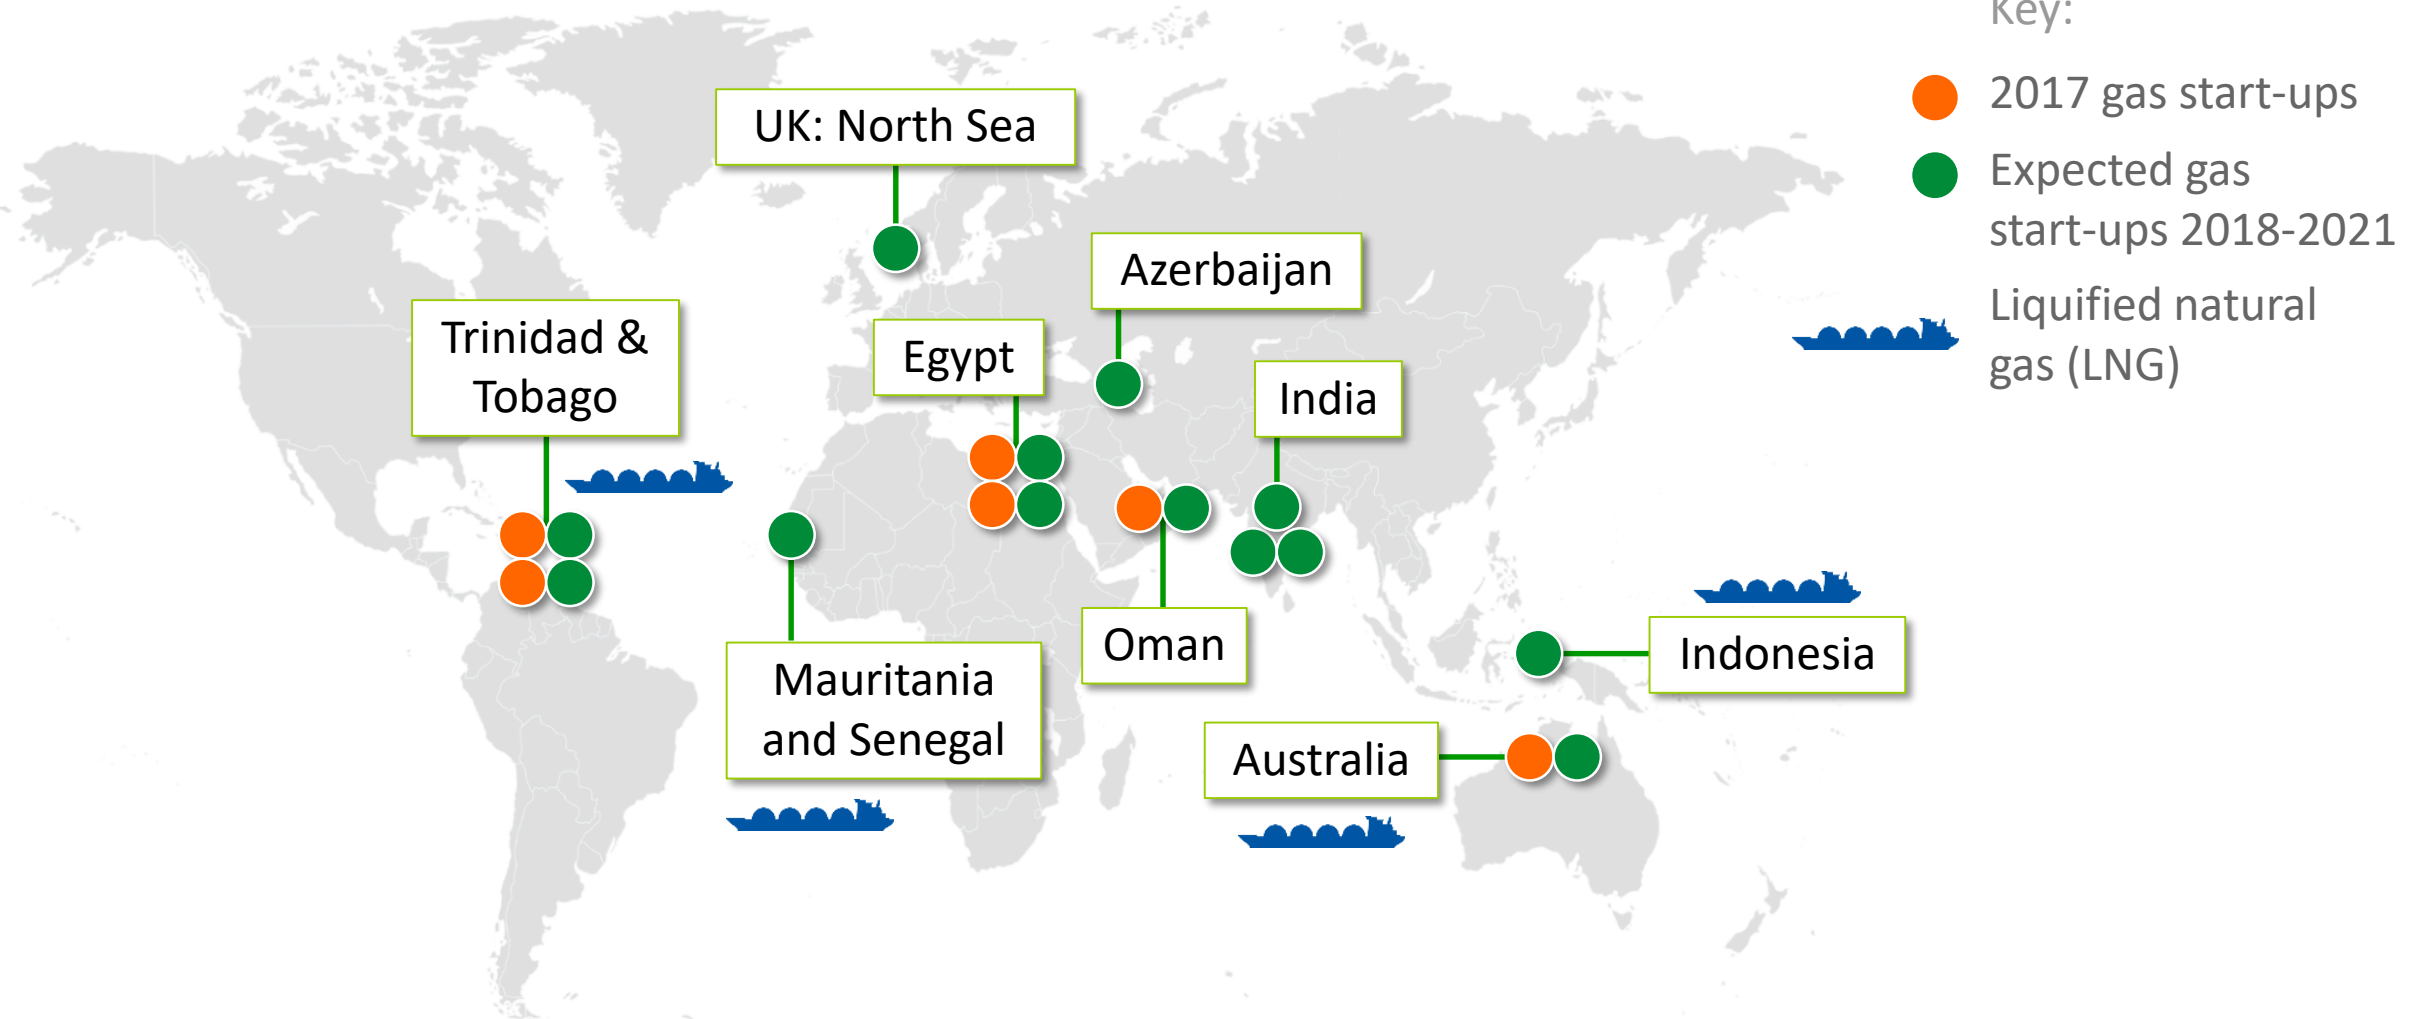 Key:
2017 gas start-ups
Expected gas
start-ups 2018-2021
Liquified natural
gas (LNG)
UK: North Sea
Azerbaijan
Trinidad &
Tobago
Egypt
India
Oman
Mauritania
and Senegal
Indonesia
Australia